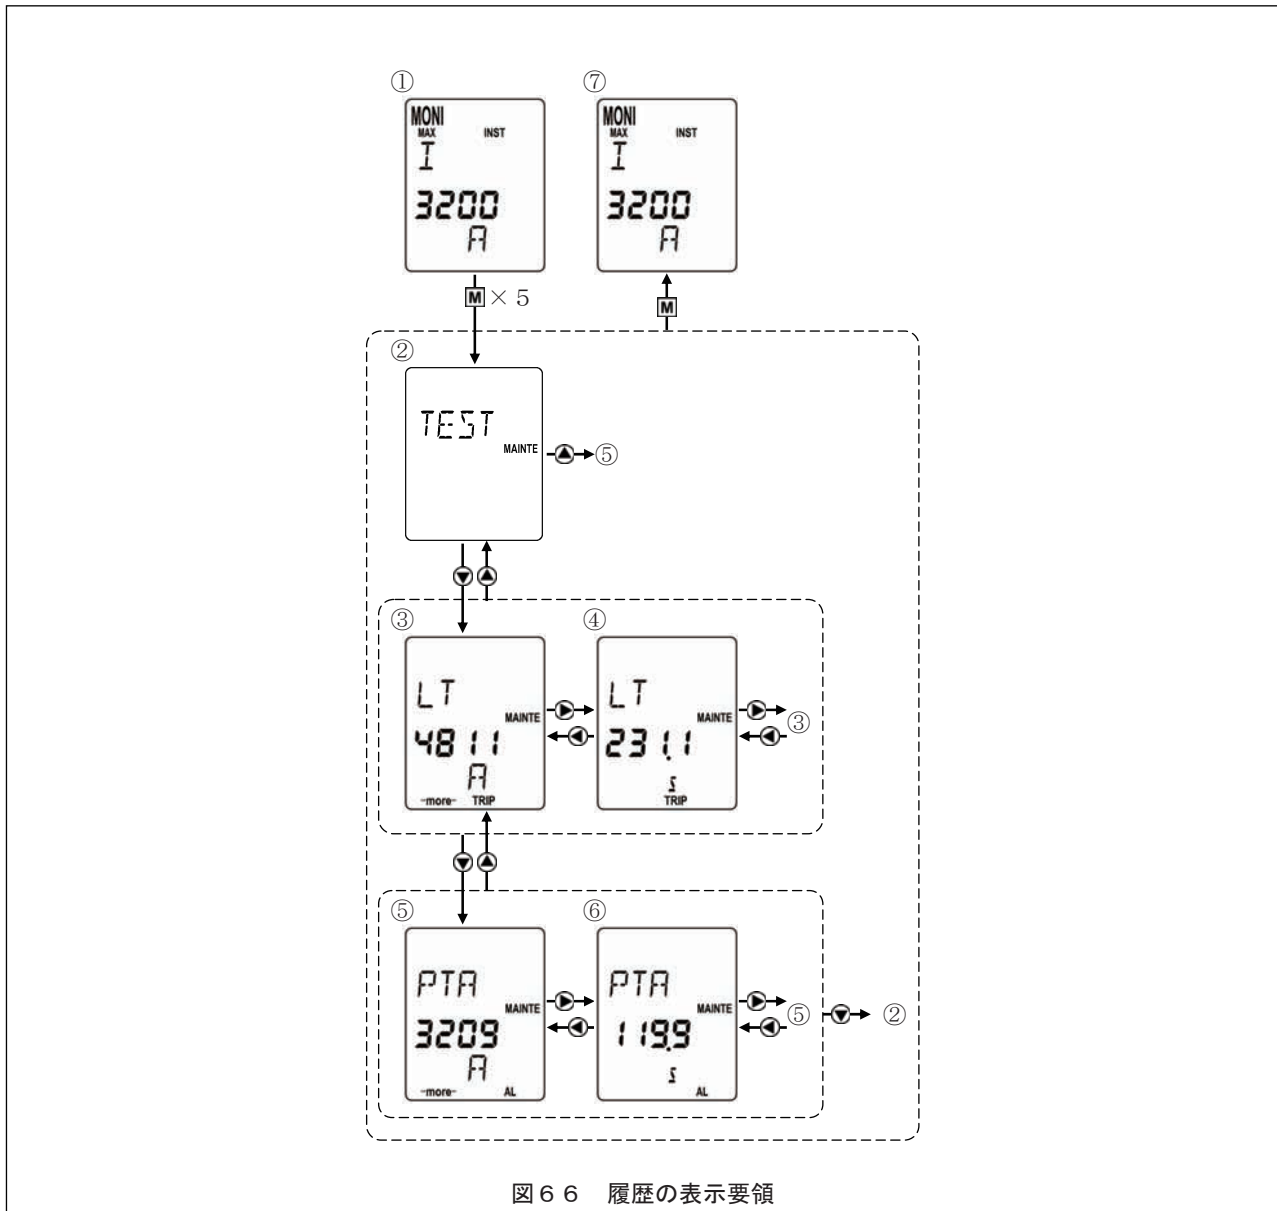 ① ⑦
MONI
MAX INST
I
3200
A
MONI
MAX INST
I
3200
A
M × 5
M
②
TEST
MAINTE
⑤
③ ④
LT
MAINTE
4811
A
-more- TRIP
LT
MAINTE
231.1
s
TRIP
③
⑤ ⑥
PTA
MAINTE
3209
A
-more- AL
PTA
MAINTE
119.9
s
AL
⑤ ②
図66 履歴の表示要領